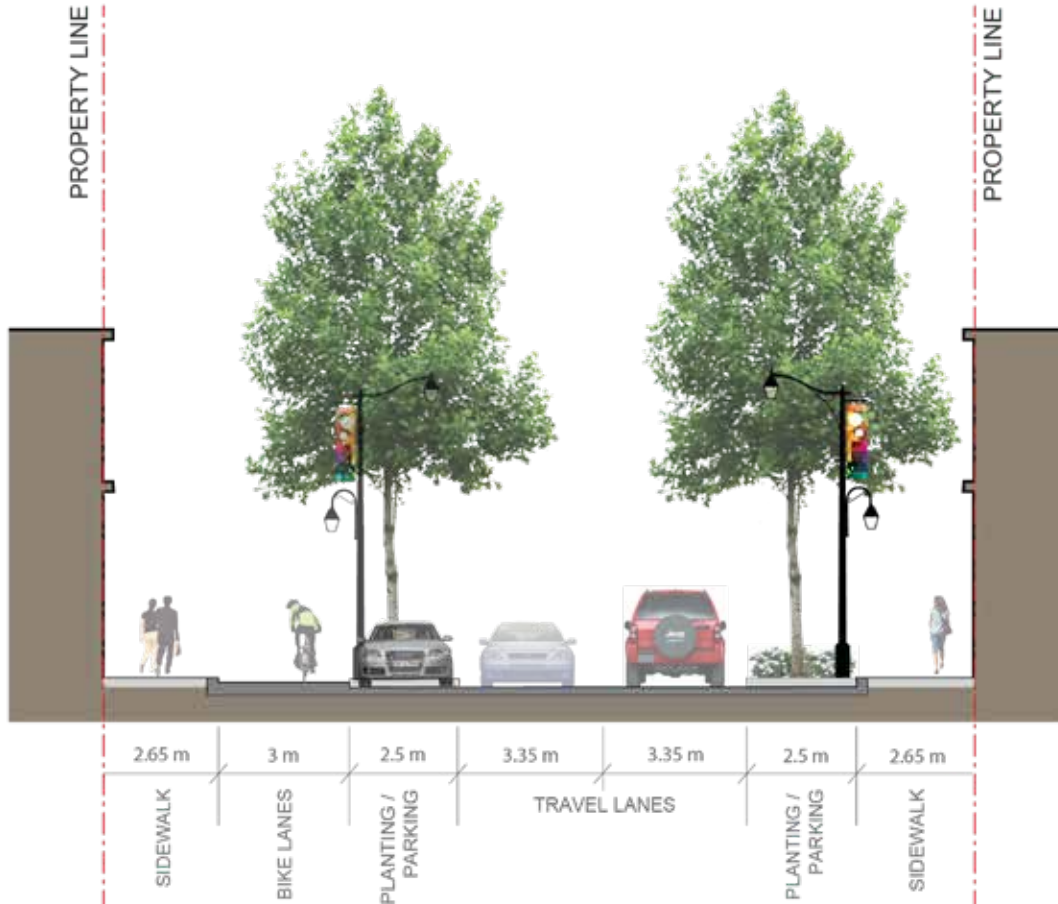 PROPERTY LINE
PROPERTY LINE
2.65 m
3 m
2.5 m
3.35 m
3.35 m
2.5 m
2.65 m
SIDEWALK
BIKE LANES
PLANTING /
PARKING
TRAVEL LANES
PLANTING /
PARKING
SIDEWALK